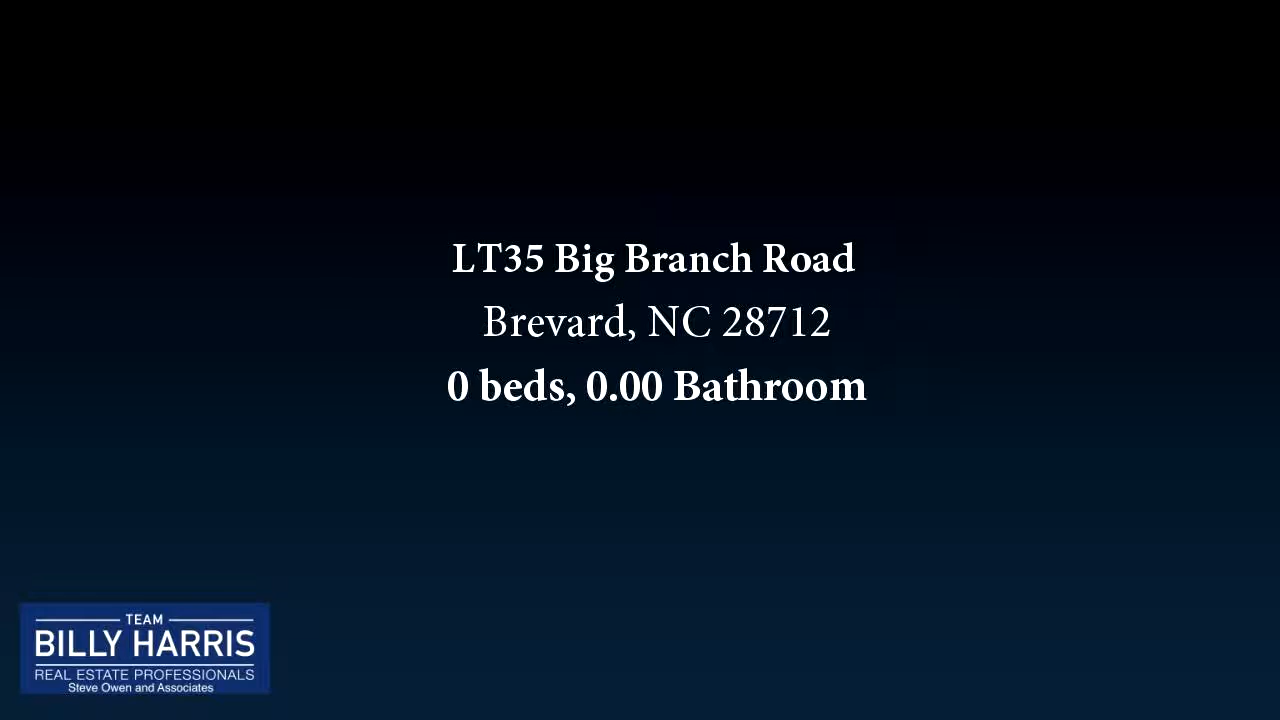 LT35 Big Branch Road
Brevard, NC 28712
0 beds, 0.00 Bathroom
TEAM
BILLY HARRIS
REAL ESTATE PROFESSIONALS
Steve Owen and Associates